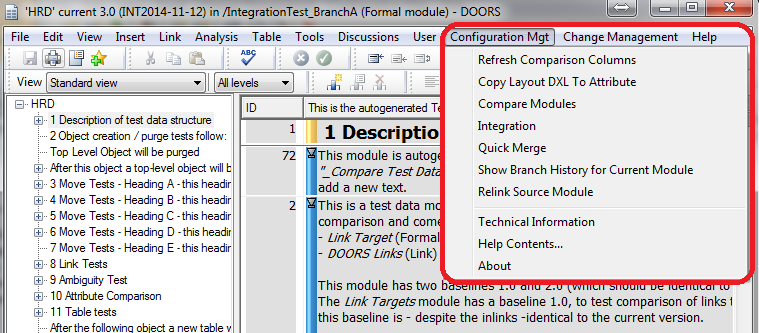 'HRD' current 3.0 (INT2014-11-12) in /IntegrationTest_BranchA (Formal module) - DOORS
File Edit View Insert Link Analysis Table Tools Discussions User Configuration Mgt Change Management Help
ABC
View Standard view All levels
Refresh Comparison Columns
Copy Layout DXL To Attribute
Compare Modules
Integration
Quick Merge
Show Branch History for Current Module
Relink Source Module
Technical Information
Help Contents...
About
HRD
1 Description of test data structure
2 Object creation / purge tests follow:
Top Level Object will be purged
After this object a top-level object will b
3 Move Tests - Heading A - this headin
4 Move Tests - Heading B - this headin
5 Move Tests - Heading C - this headin
6 Move Tests - Heading D - this headin
7 Move Tests - Heading E - this headin
8 Link Tests
9 Ambiguity Test
10 Attribute Comparison
11 Table tests
After the following object a new table v
ID This is the autogenerated Te
1 1 Description
72 This module is autoge
"_Compare Test Data
add a new text.
2 This is a test data mo
comparison and come
- Link Target (Formal
- DOORS Links (Link)
This module has two baselines 1.0 and 2.0 (which should be identical to
The Link Targets module has a baseline 1.0, to test comparison of links t
this baseline is - despite the inlinks -identical to the current version.